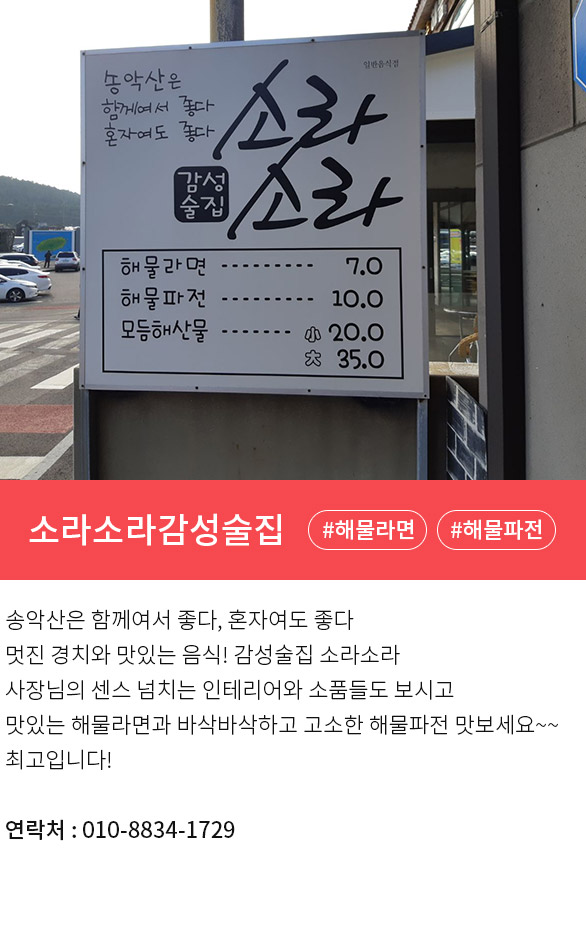 일반음식점
송악산은
함께여서 좋다
혼자여도 좋다
소라
감성
술집
소라
해물라면 ---------- 7.0
해물파전 ---------- 10.0
모듬해산물 ------- 小 20.0
大 35.0
소라소라감성술집 #해물라면 #해물파전
송악산은 함께여서 좋다, 혼자여도 좋다
멋진 경치와 맛있는 음식! 감성술집 소라소라
사장님의 센스 넘치는 인테리어와 소품들도 보시고
맛있는 해물라면과 바삭바삭하고 고소한 해물파전 맛보세요~~
최고입니다!
연락처 : 010-8834-1729